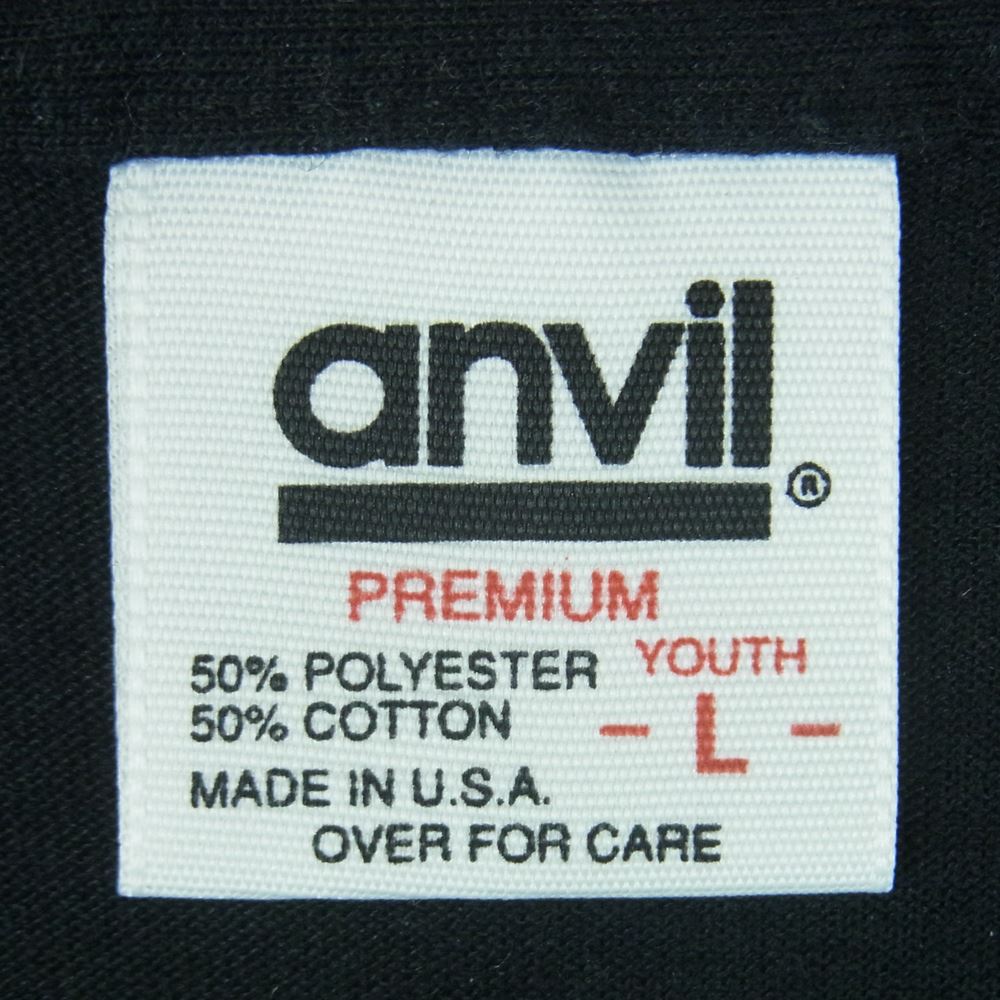 anvil®
PREMIUM
50% POLYESTER
50% COTTON
YOUTH
- L -
MADE IN U.S.A.
OVER FOR CARE